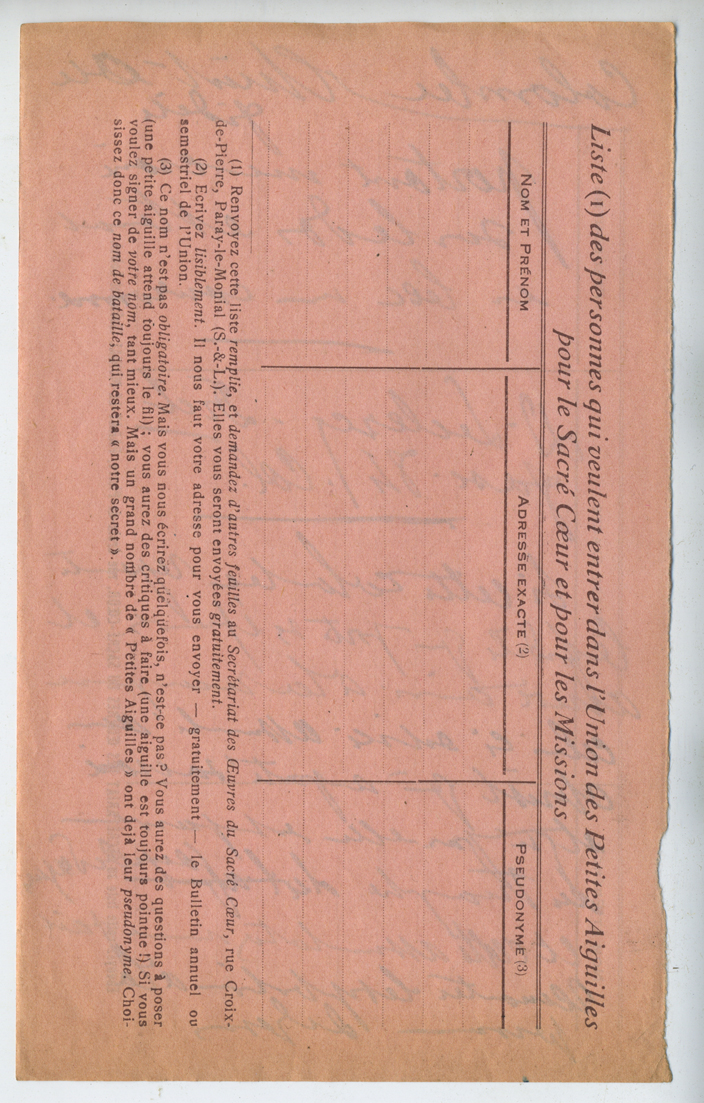 Liste (1) des personnes qui veulent entrer dans l'Union des Petites Aiguilles
pour le Sacré Cœur et pour les Missions
NOM ET PRÉNOM ADRESSE EXACTE (2) PSEUDONYME (3)
(1) Renvoyez cette liste remplie, et demandez d'autres feuilles au Secrétariat des Œuvres du Sacré Cœur, rue Croix-
de-Pierre, Paray-le-Monial (S.-&-L.). Elles vous seront envoyées gratuitement.
(2) Ecrivez lisiblement. Il nous faut votre adresse pour vous envoyer — gratuitement — le Bulletin annuel ou
semestriel de l'Union.
(3) Ce nom n'est pas obligatoire. Mais vous nous écrirez quelquefois, n'est-ce pas ? Vous aurez des questions à poser
(une petite aiguille attend toujours le fil) ; vous aurez des critiques à faire (une aiguille est toujours pointue !) Si vous
voulez signer de votre nom, tant mieux. Mais un grand nombre de « Petites Aiguilles » ont dejà leur pseudonyme. Choi-
sissez donc ce nom de bataille, qui restera « notre secret ».